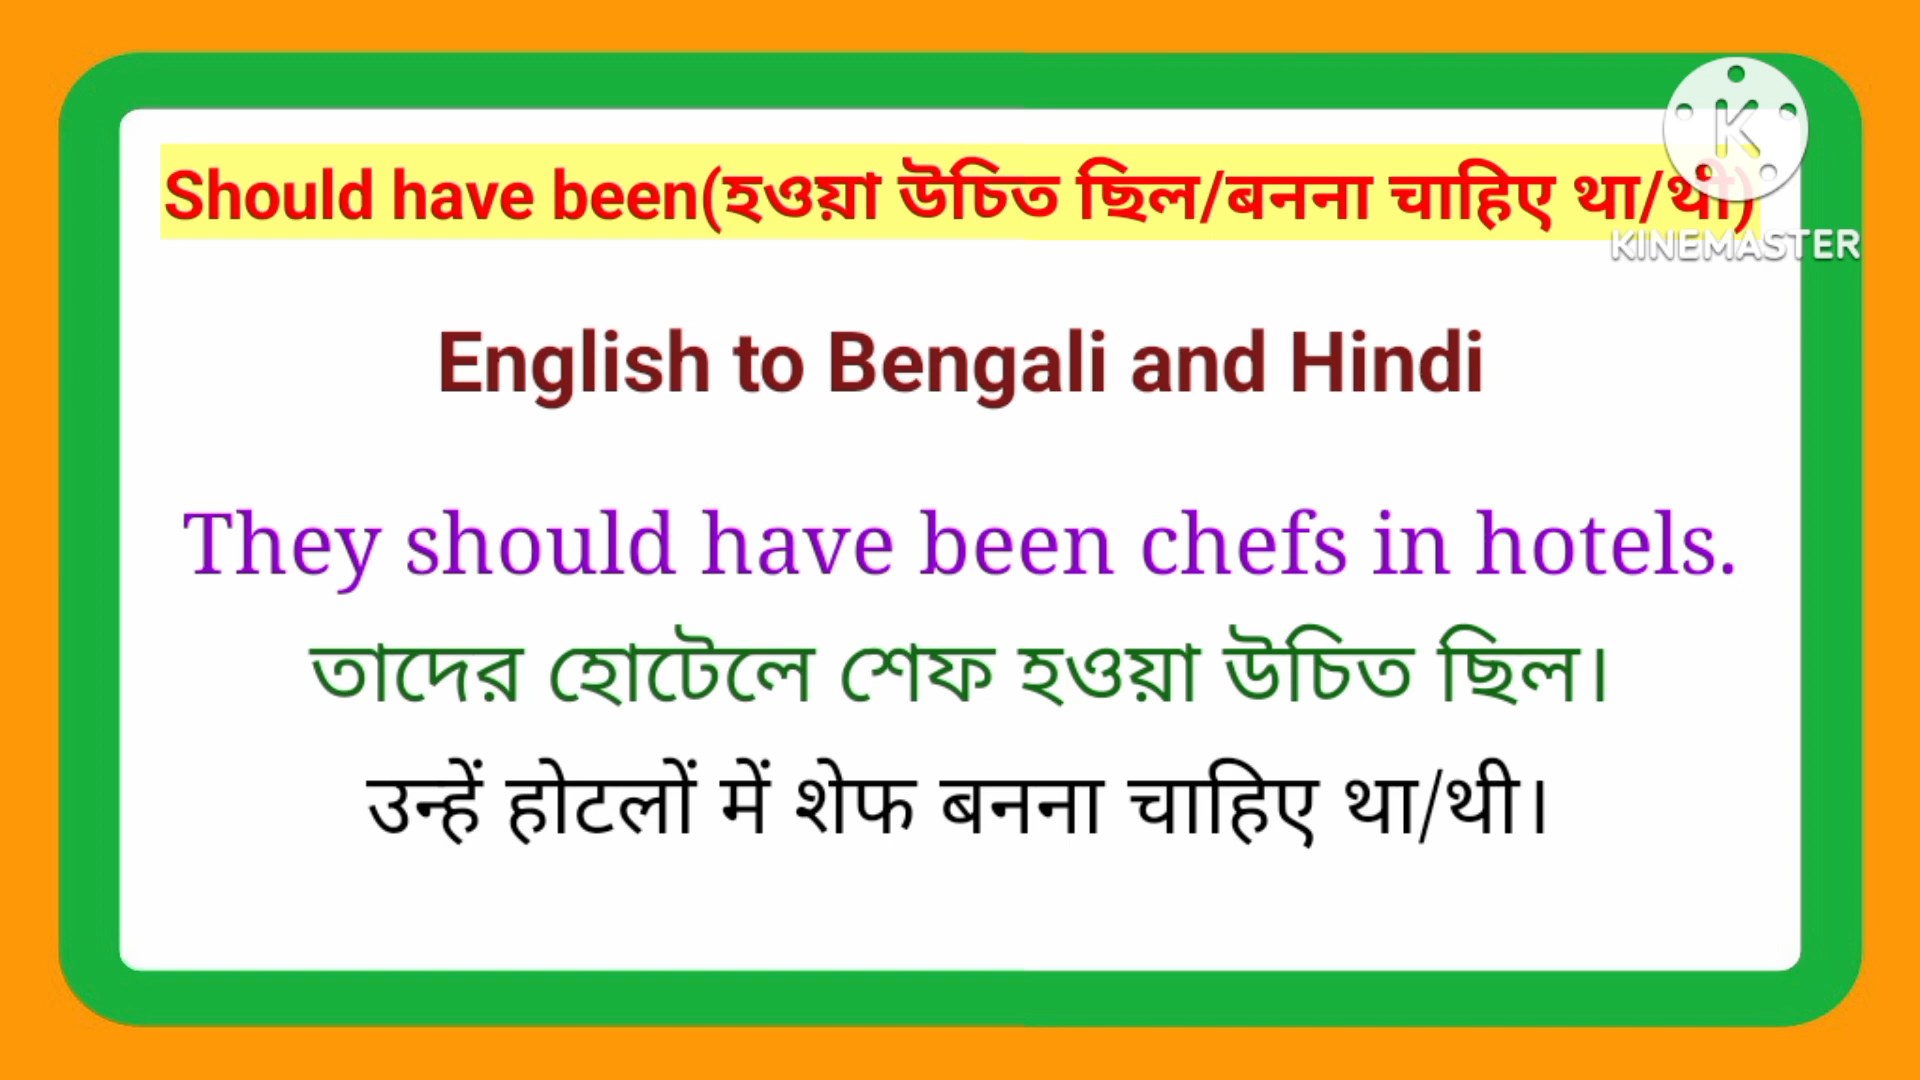 Should have been(হওয়া উচিত ছিল/बनना चाहिए था/थी)
K
KINEMASTER
English to Bengali and Hindi
They should have been chefs in hotels.
তাদের হোটেলে শেফ হওয়া উচিত ছিল।
उन्हें होटलों में शेफ बनना चाहिए था/थी।